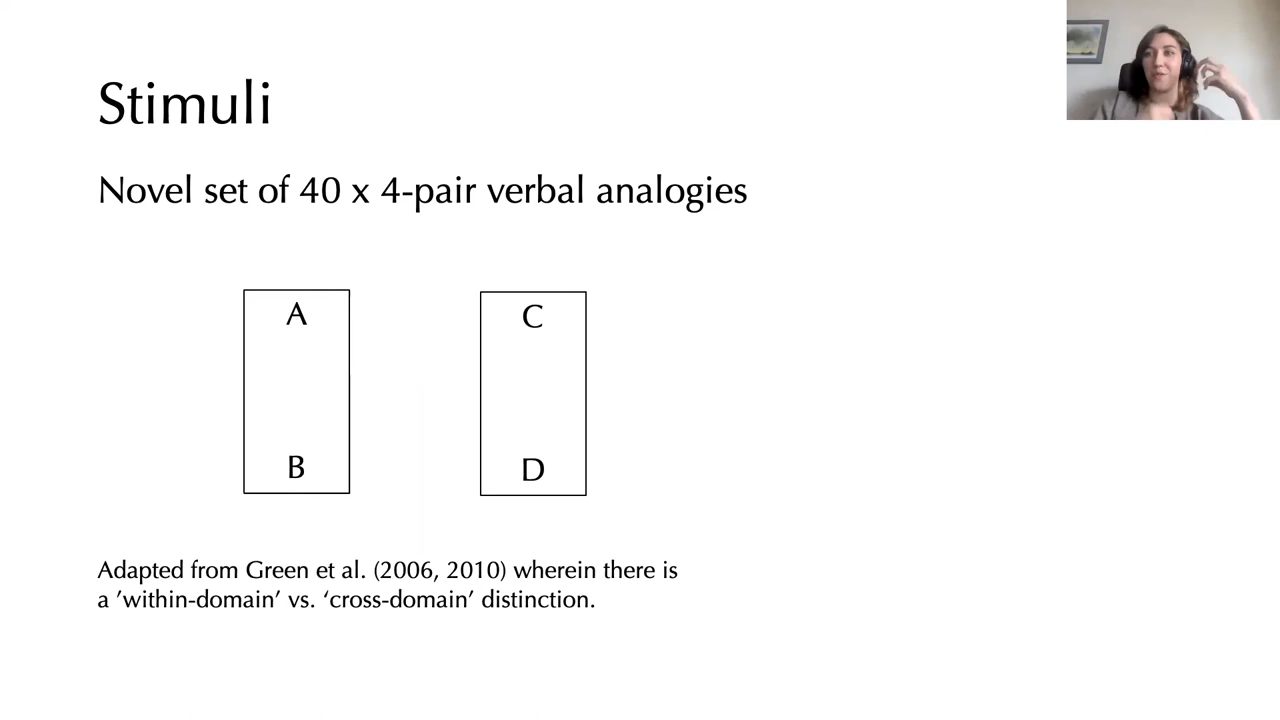 Stimuli
Novel set of 40 x 4-pair verbal analogies
A
C
B
D
Adapted from Green et al. (2006, 2010) wherein there is
a ’within-domain’ vs. ‘cross-domain’ distinction.